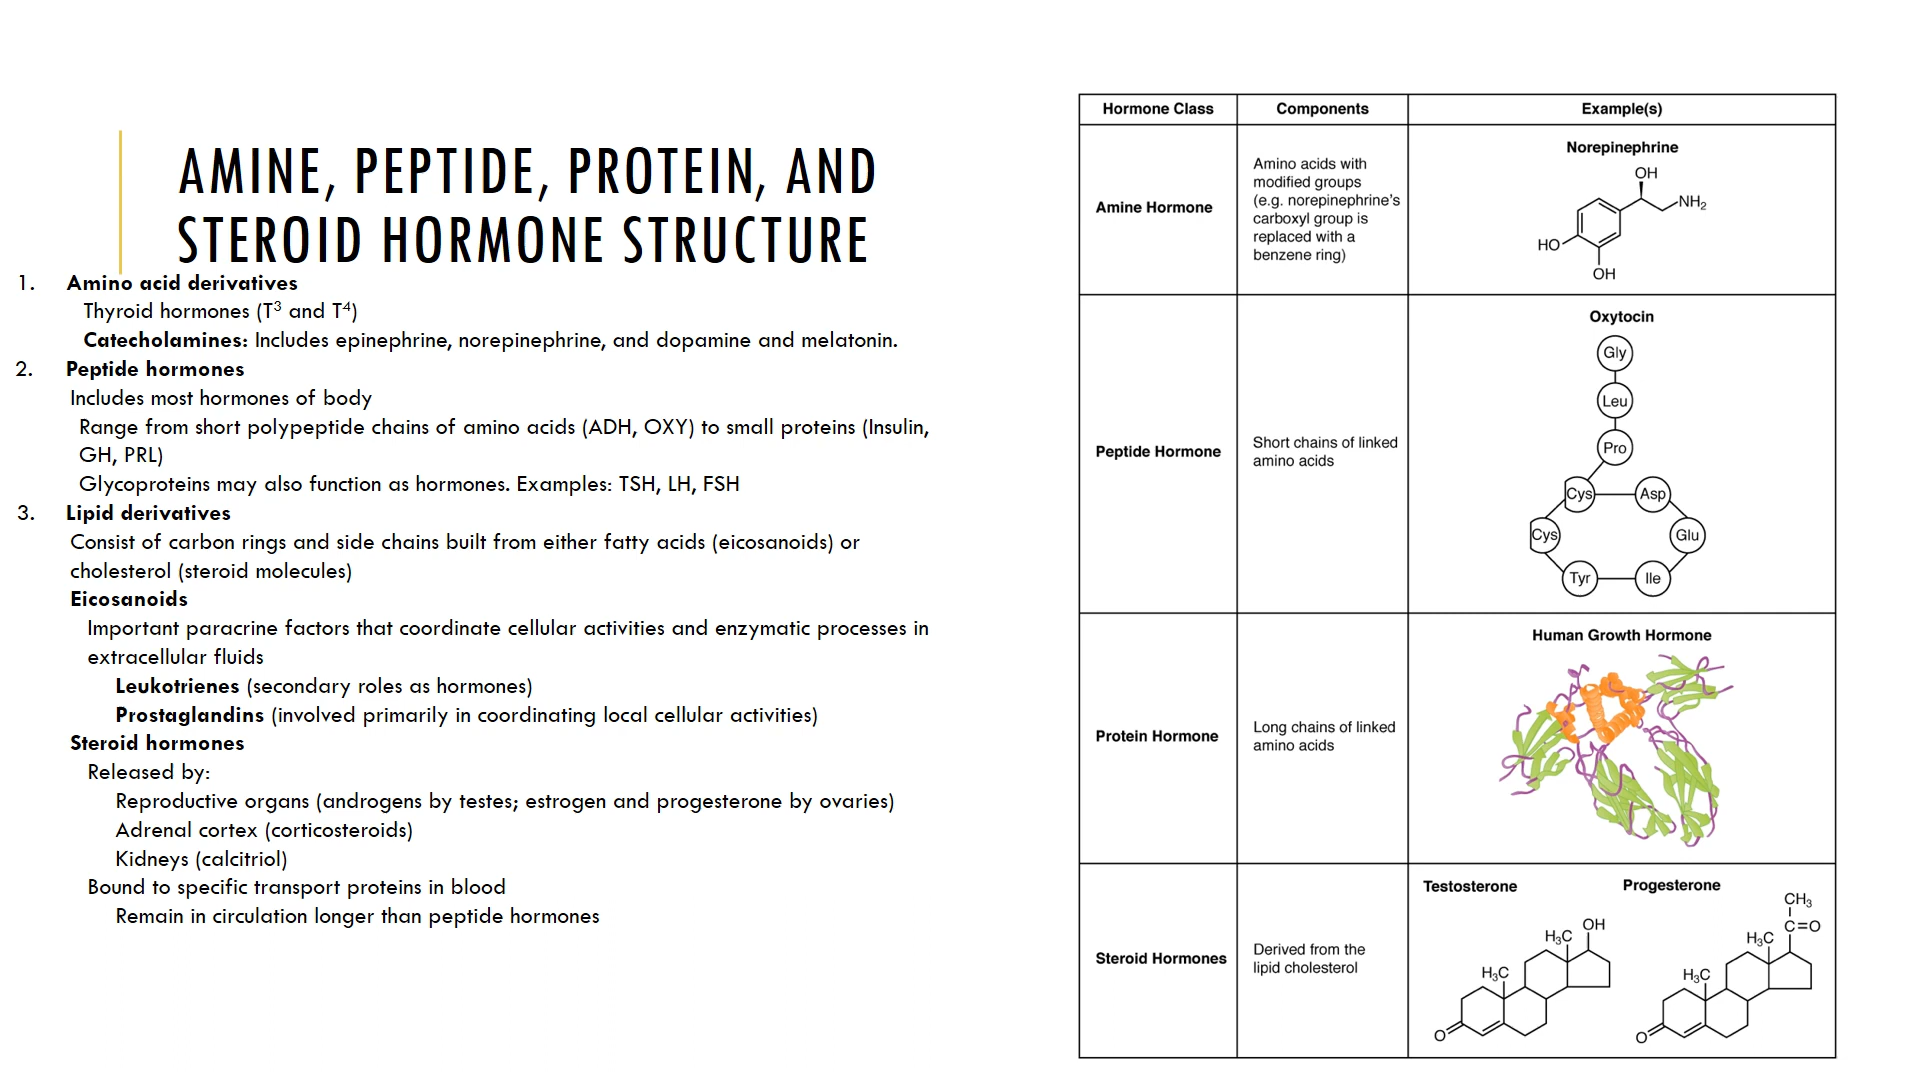 AMINE, PEPTIDE, PROTEIN, AND
STEROID HORMONE STRUCTURE
1. Amino acid derivatives
Thyroid hormones (T³ and T⁴)
Catecholamines: Includes epinephrine, norepinephrine, and dopamine and melatonin.
2. Peptide hormones
Includes most hormones of body
Range from short polypeptide chains of amino acids (ADH, OXY) to small proteins (Insulin,
GH, PRL)
Glycoproteins may also function as hormones. Examples: TSH, LH, FSH
3. Lipid derivatives
Consist of carbon rings and side chains built from either fatty acids (eicosanoids) or
cholesterol (steroid molecules)
Eicosanoids
Important paracrine factors that coordinate cellular activities and enzymatic processes in
extracellular fluids
Leukotrienes (secondary roles as hormones)
Prostaglandins (involved primarily in coordinating local cellular activities)
Steroid hormones
Released by:
Reproductive organs (androgens by testes; estrogen and progesterone by ovaries)
Adrenal cortex (corticosteroids)
Kidneys (calcitriol)
Bound to specific transport proteins in blood
Remain in circulation longer than peptide hormones
Hormone Class Components Example(s)
Amine Hormone
Amino acids with
modified groups
(e.g. norepinephrine's
carboxyl group is
replaced with a
benzene ring)
Norepinephrine
OH
NH₂
HO
OH
Peptide Hormone
Short chains of linked
amino acids
Oxytocin
Gly
Leu
Pro
Cys Asp
Cys Glu
Tyr Ile
Protein Hormone
Long chains of linked
amino acids
Human Growth Hormone
Steroid Hormones
Derived from the
lipid cholesterol
Testosterone
OH
H₃C
H₃C
O
Progesterone
CH₃
C=O
H₃C
H₃C
O